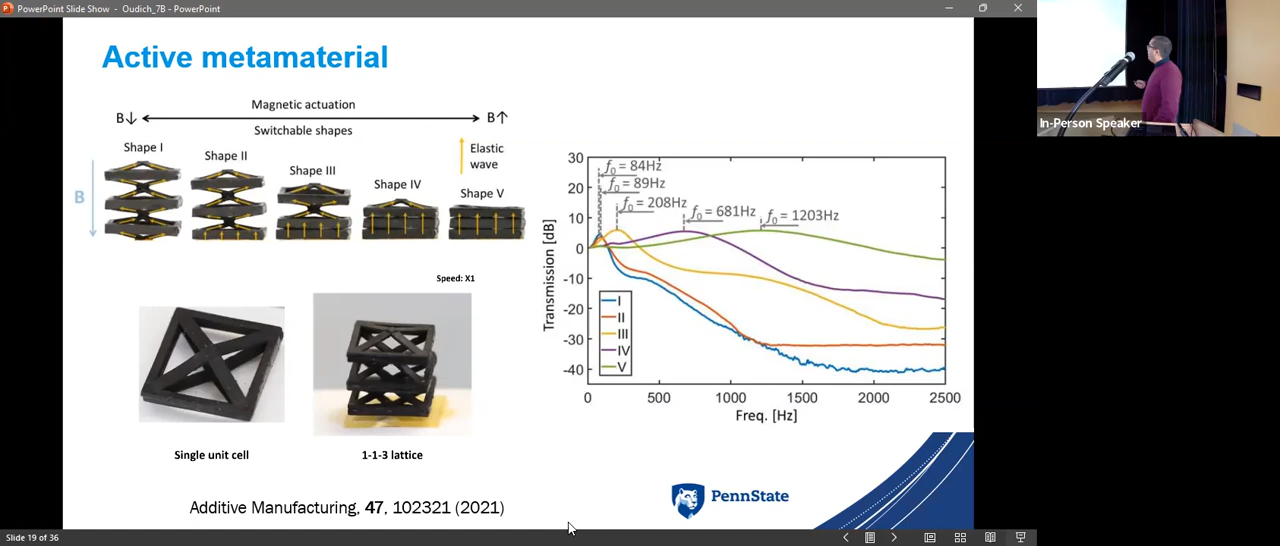 PowerPoint Slide Show - Oudich_7B - PowerPoint
Active metamaterial
Magnetic actuation
B↓
B↑
Switchable shapes
Shape I
Shape II
Shape III
Shape IV
Shape V
Elastic
wave
B
Speed: X1
Single unit cell
1-1-3 lattice
30
20
10
0
-10
-20
-30
-40
Transmission [dB]
f₀ = 84Hz
f₀ = 89Hz
f₀ = 208Hz
f₀ = 681Hz
f₀ = 1203Hz
I
II
III
IV
V
0
500
1000
1500
2000
2500
Freq. [Hz]
Additive Manufacturing, 47, 102321 (2021)
PennState
In-Person Speaker
Slide 19 of 36